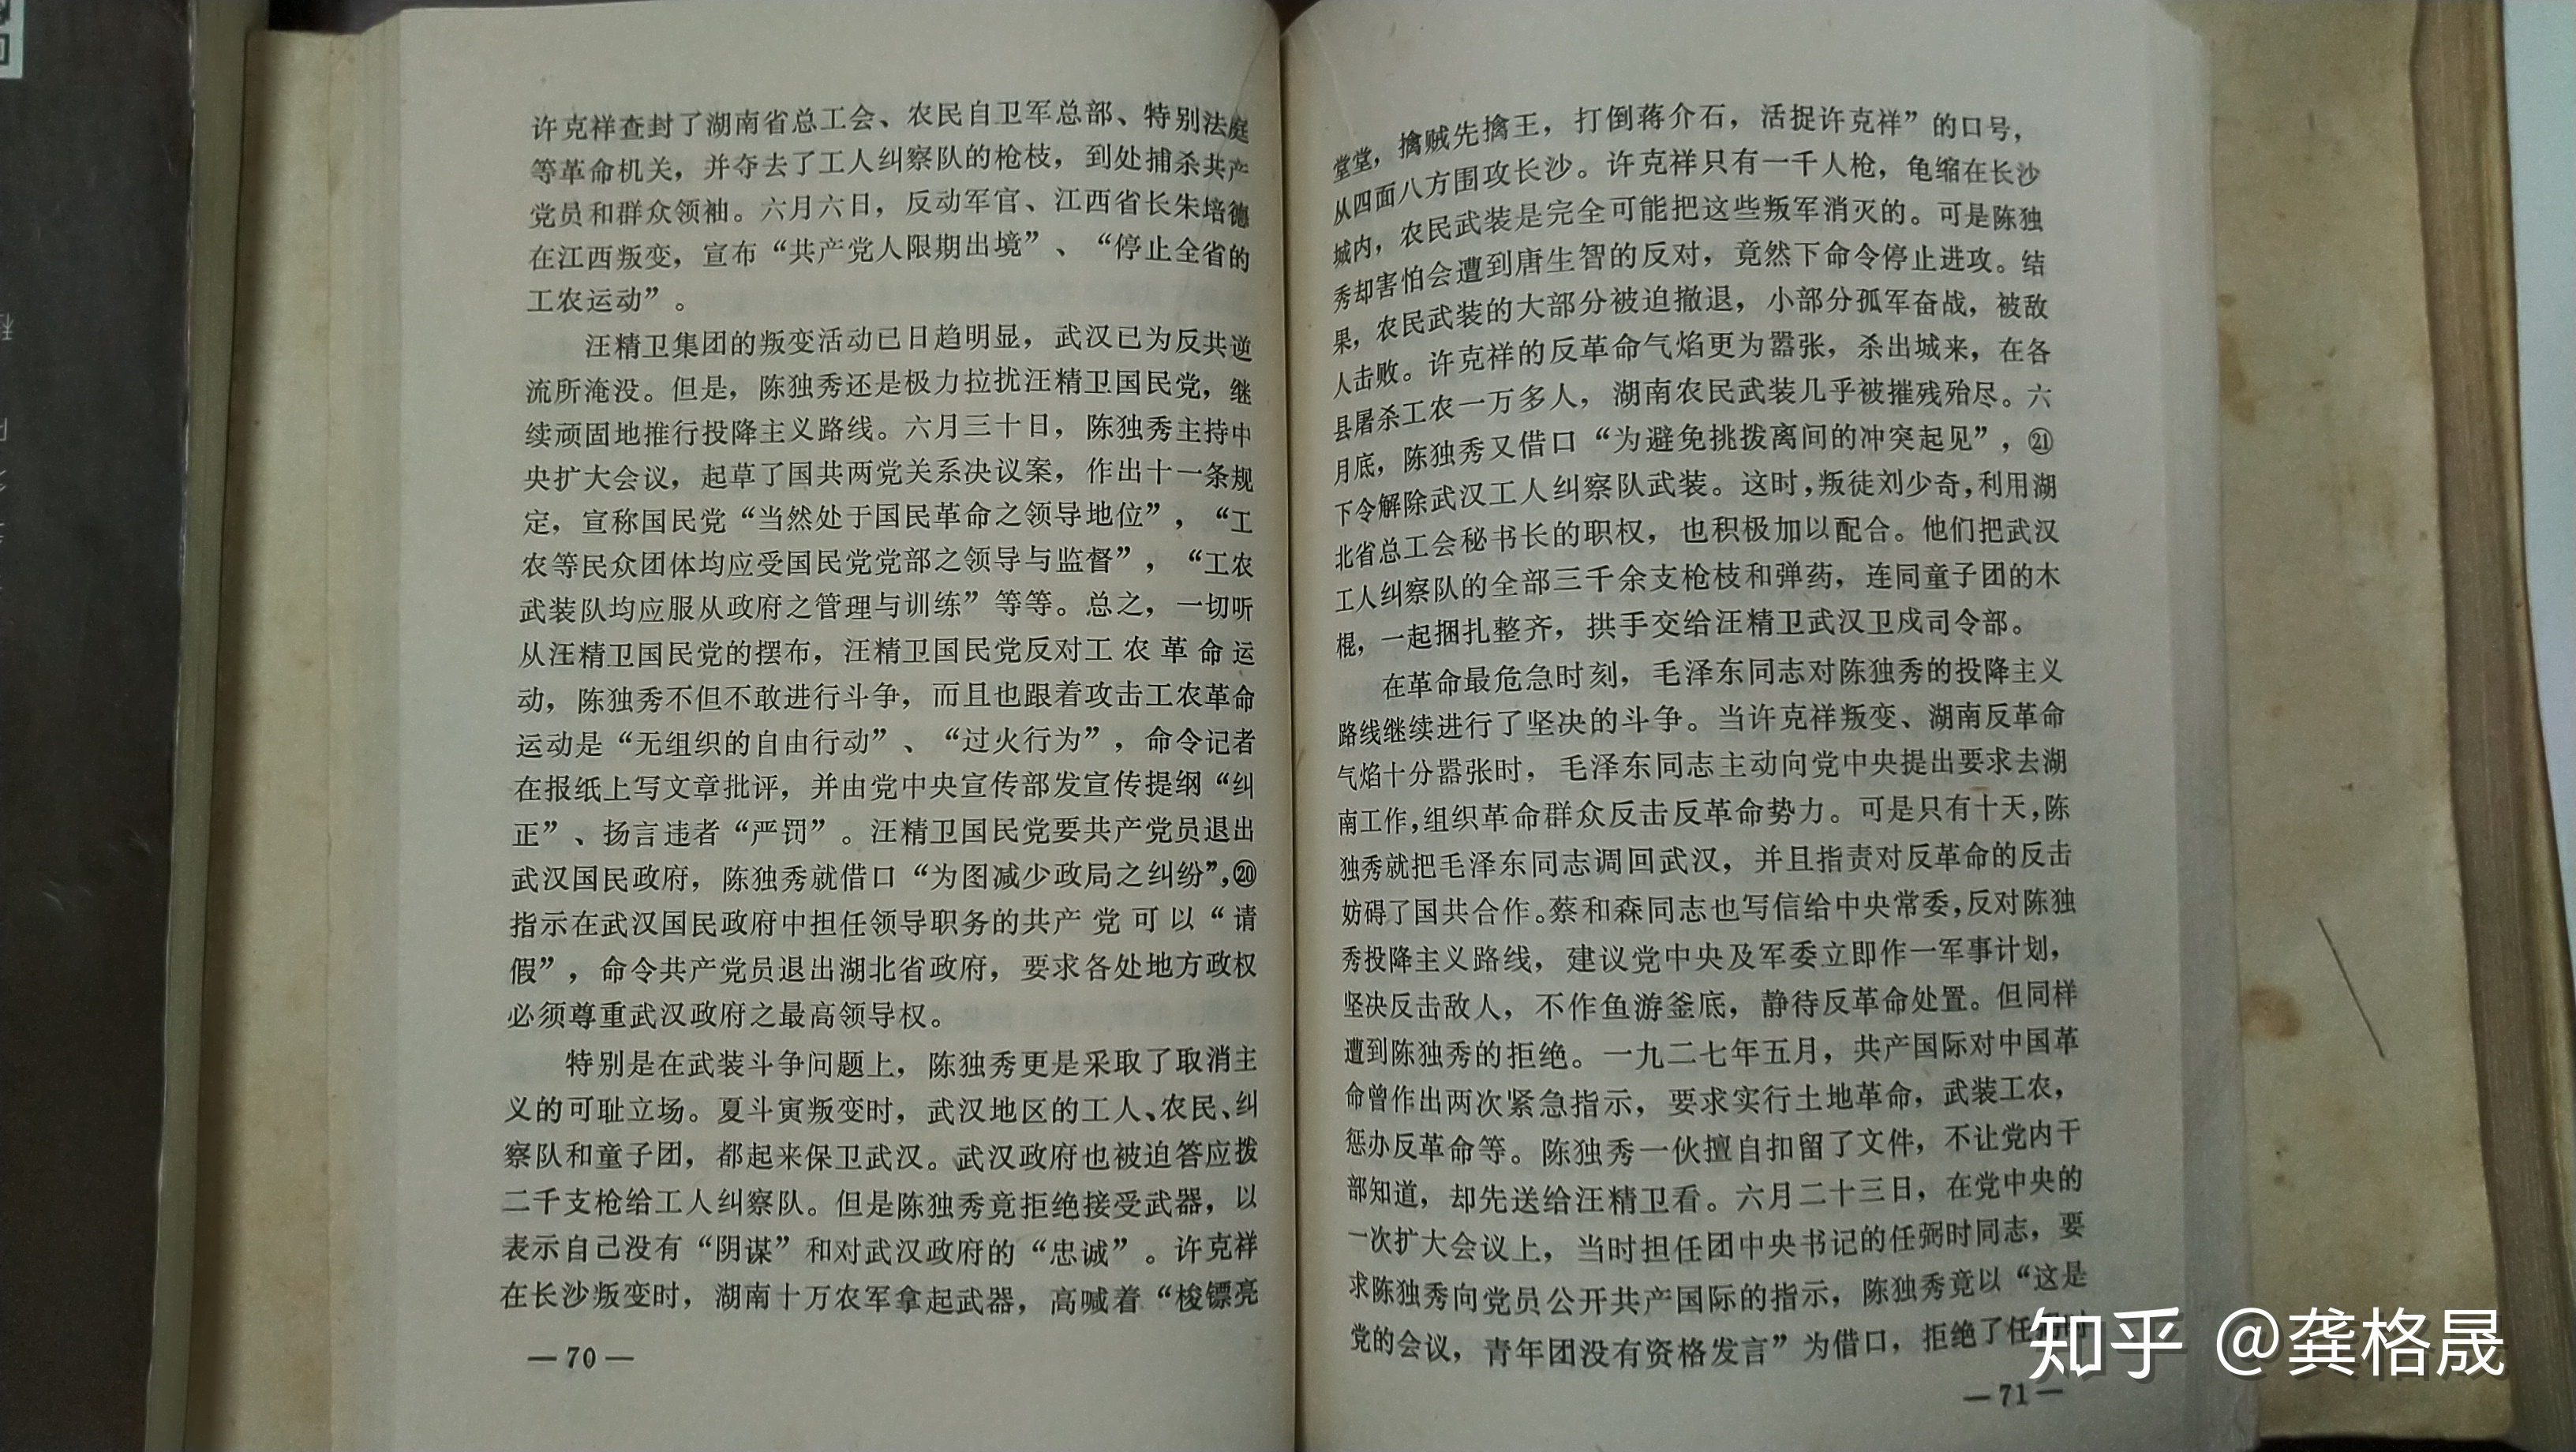 许克祥查封了湖南省总工会、农民自卫军总部、特别法庭
等革命机关，并夺去了工人纠察队的枪枝，到处捕杀共产
党员和群众领袖。六月六日，反动军官、江西省长朱培德
在江西叛变，宣布“共产党人限期出境”、“停止全省的
工农运动”。
汪精卫集团的叛变活动已日趋明显，武汉已为反共逆
流所淹没。但是，陈独秀还是极力拉扰汪精卫国民党，继
续顽固地推行投降主义路线。六月三十日，陈独秀主持中
央扩大会议，起草了国共两党关系决议案，作出十一条规
定，宣称国民党“当然处于国民革命之领导地位”，“工
农等民众团体均应受国民党党部之领导与监督”，“工农
武装队均应服从政府之管理与训练”等等。总之，一切听
从汪精卫国民党的摆布，汪精卫国民党反对工农革命运
动，陈独秀不但不敢进行斗争，而且也跟着攻击工农革命
运动是“无组织的自由行动”、“过火行为”，命令记者
在报纸上写文章批评，并由党中央宣传部发宣传提纲“纠
正”、扬言违者“严罚”。汪精卫国民党要共产党员退出
武汉国民政府，陈独秀就借口“为图减少政局之纠纷”，⑳
指示在武汉国民政府中担任领导职务的共产党可以“请
假”，命令共产党员退出湖北省政府，要求各处地方政权
必须尊重武汉政府之最高领导权。
特别是在武装斗争问题上，陈独秀更是采取了取消主
义的可耻立场。夏斗寅叛变时，武汉地区的工人、农民、纠
察队和童子团，都起来保卫武汉。武汉政府也被迫答应拨
二千支枪给工人纠察队。但是陈独秀竟拒绝接受武器，以
表示自己没有“阴谋”和对武汉政府的“忠诚”。许克祥
在长沙叛变时，湖南十万农军拿起武器，高喊着“梭镖亮
—70—
堂堂，擒贼先擒王，打倒蒋介石，活捉许克祥”的口号，
从四面八方围攻长沙。许克祥只有一千人枪，龟缩在长沙
城内，农民武装是完全可能把这些叛军消灭的。可是陈独
秀却害怕会遭到唐生智的反对，竟然下命令停止进攻。结
果，农民武装的大部分被迫撤退，小部分孤军奋战，被敌
人击败。许克祥的反革命气焰更为嚣张，杀出城来，在各
县屠杀工农一万多人，湖南农民武装几乎被摧残殆尽。六
月底，陈独秀又借口“为避免挑拨离间的冲突起见”，㉑
下令解除武汉工人纠察队武装。这时，叛徒刘少奇，利用湖
北省总工会秘书长的职权，也积极加以配合。他们把武汉
工人纠察队的全部三千余支枪枝和弹药，连同童子团的木
棍，一起捆扎整齐，拱手交给汪精卫武汉卫戍司令部。
在革命最危急时刻，毛泽东同志对陈独秀的投降主义
路线继续进行了坚决的斗争。当许克祥叛变、湖南反革命
气焰十分嚣张时，毛泽东同志主动向党中央提出要求去湖
南工作，组织革命群众反击反革命势力。可是只有十天，陈
独秀就把毛泽东同志调回武汉，并且指责对反革命的反击
妨碍了国共合作。蔡和森同志也写信给中央常委，反对陈独
秀投降主义路线，建议党中央及军委立即作一军事计划，
坚决反击敌人，不作鱼游釜底，静待反革命处置。但同样
遭到陈独秀的拒绝。一九二七年五月，共产国际对中国革
命曾作出两次紧急指示，要求实行土地革命，武装工农，
惩办反革命等。陈独秀一伙擅自扣留了文件，不让党内干
部知道，却先送给汪精卫看。六月二十三日，在党中央的
一次扩大会议上，当时担任团中央书记的任弼时同志，要
求陈独秀向党员公开共产国际的指示，陈独秀竟以“这是
党的会议，青年团没有资格发言”为借口，拒绝了任
—71—
知乎 @龚格晟